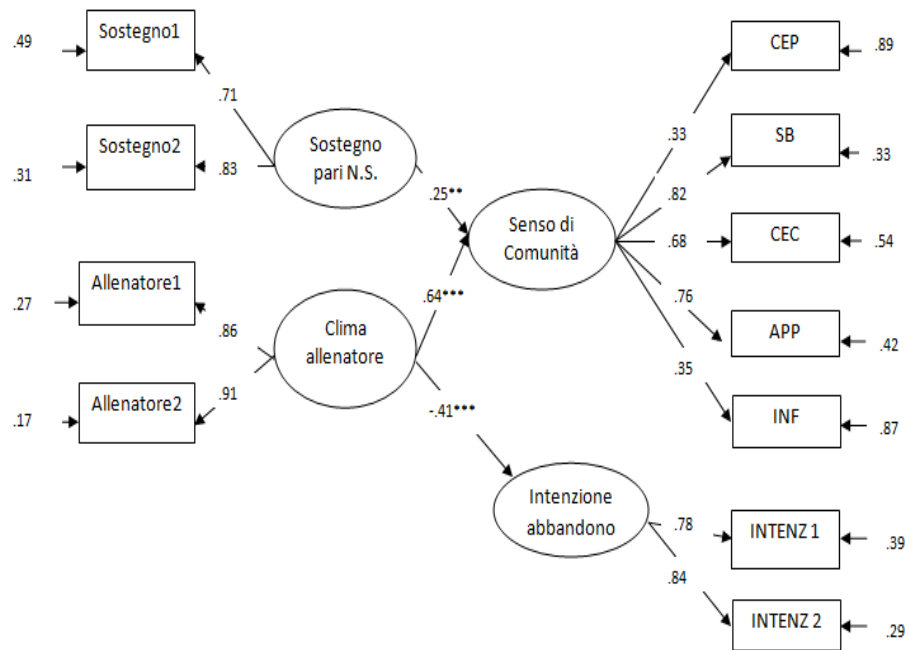 Sostegno1
.49
.71
Sostegno2
.31
.83
Sostegno
pari N.S.
.25**
Allenatore1
.27
.86
Clima
allenatore
.64***
Allenatore2
.17
.91
-.41***
Senso di
Comunità
CEP
.89
.33
SB
.33
.82
CEC
.54
.68
APP
.42
.76
INF
.87
.35
Intenzione
abbandono
INTENZ 1
.39
.78
INTENZ 2
.29
.84